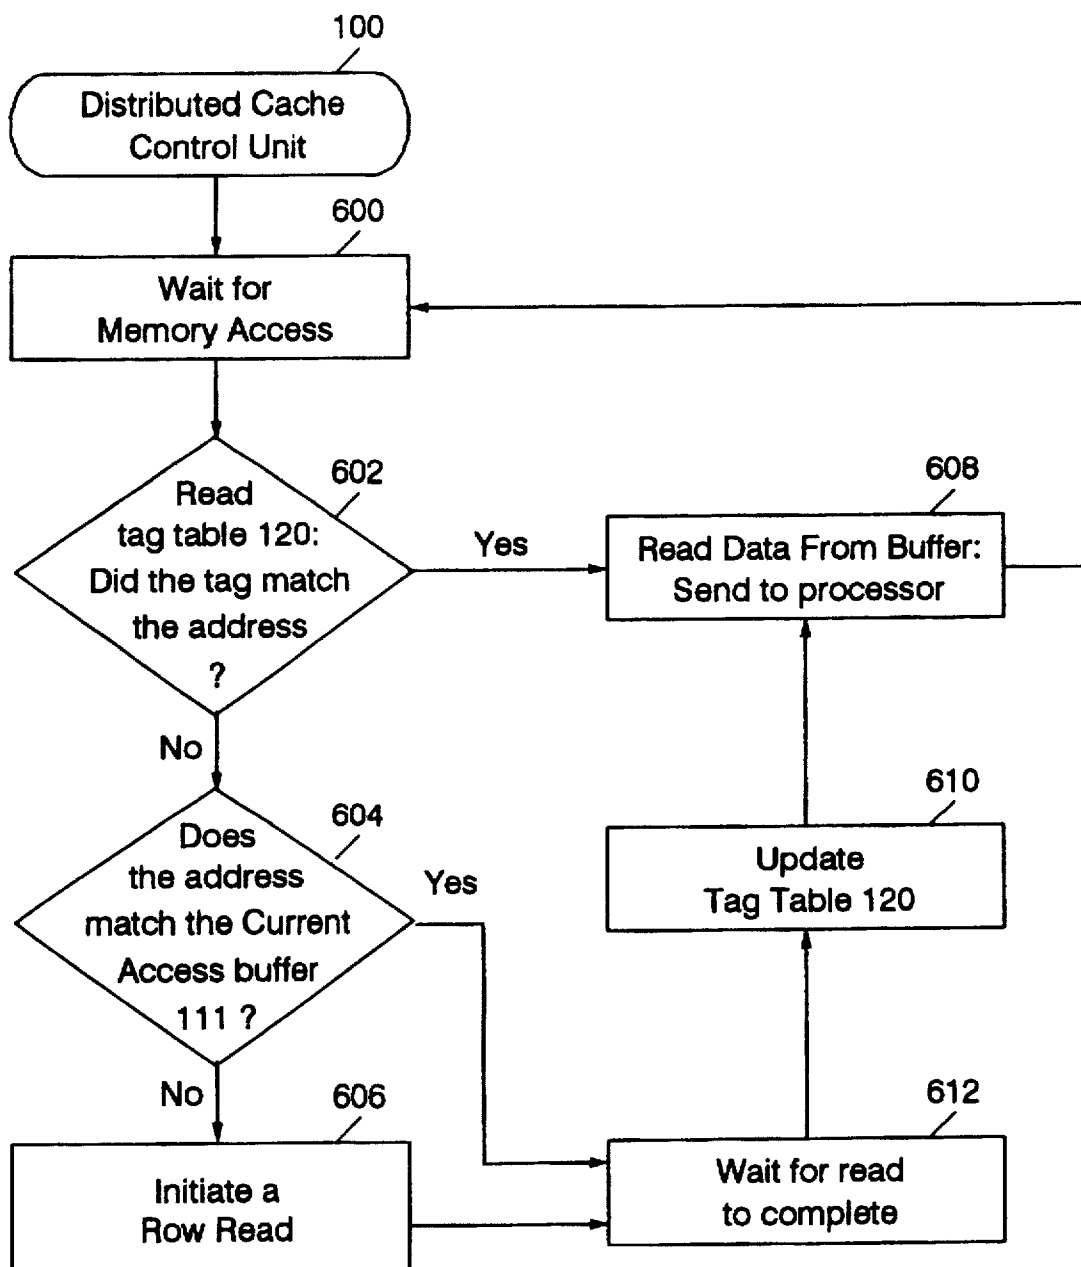 100
Distributed Cache
Control Unit
600
Wait for
Memory Access
602
Read
tag table 120:
Did the tag match
the address
?
Yes
608
Read Data From Buffer:
Send to processor
No
604
Does
the address
match the Current
Access buffer
111 ?
Yes
610
Update
Tag Table 120
No
606
Initiate a
Row Read
612
Wait for read
to complete